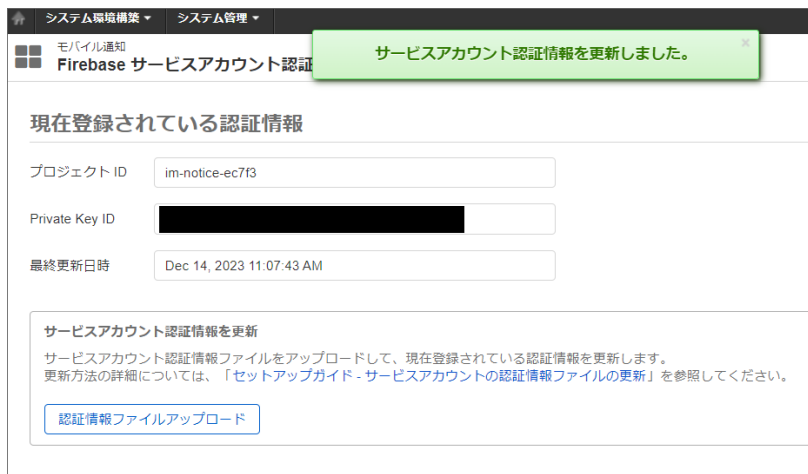 システム環境構築 ▾ システム管理 ▾
モバイル通知
Firebase サービスアカウント認証
サービスアカウント認証情報を更新しました。
×
現在登録されている認証情報
プロジェクト ID
im-notice-ec7f3
Private Key ID
最終更新日時
Dec 14, 2023 11:07:43 AM
サービスアカウント認証情報を更新
サービスアカウント認証情報ファイルをアップロードして、現在登録されている認証情報を更新します。
更新方法の詳細については、「セットアップガイド - サービスアカウントの認証情報ファイルの更新」を参照してください。
認証情報ファイルアップロード